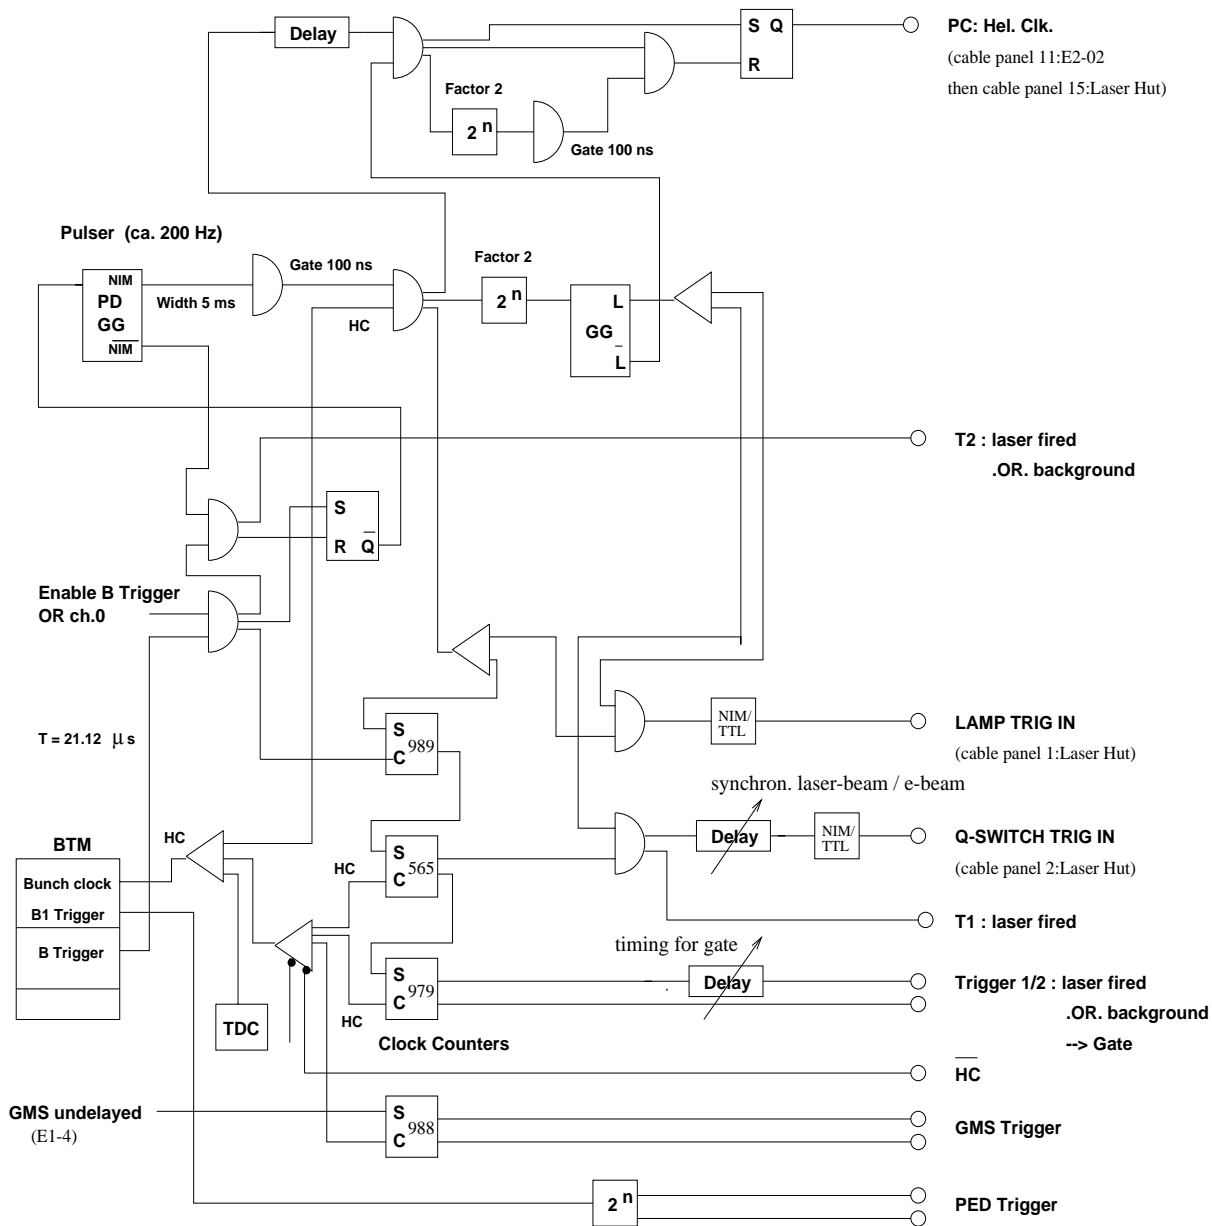 Delay
S Q
R
PC: Hel. Clk.
(cable panel 11:E2-02
then cable panel 15:Laser Hut)
Factor 2
2 n
Gate 100 ns
Pulser (ca. 200 Hz)
NIM
PD
GG
NIM
Width 5 ms
Gate 100 ns
HC
Factor 2
2 n
L
GG
L
T2 : laser fired
.OR. background
S
R Q
Enable B Trigger
OR ch.0
T = 21.12 μ s
S
C 989
NIM/
TTL
LAMP TRIG IN
(cable panel 1:Laser Hut)
synchron. laser-beam / e-beam
Delay
NIM/
TTL
Q-SWITCH TRIG IN
(cable panel 2:Laser Hut)
HC
BTM
Bunch clock
B1 Trigger
B Trigger
HC
S
C 565
T1 : laser fired
timing for gate
Delay
S
C 979
HC
Trigger 1/2 : laser fired
.OR. background
--> Gate
TDC
Clock Counters
HC
GMS undelayed
(E1-4)
S
C 988
GMS Trigger
2 n
PED Trigger